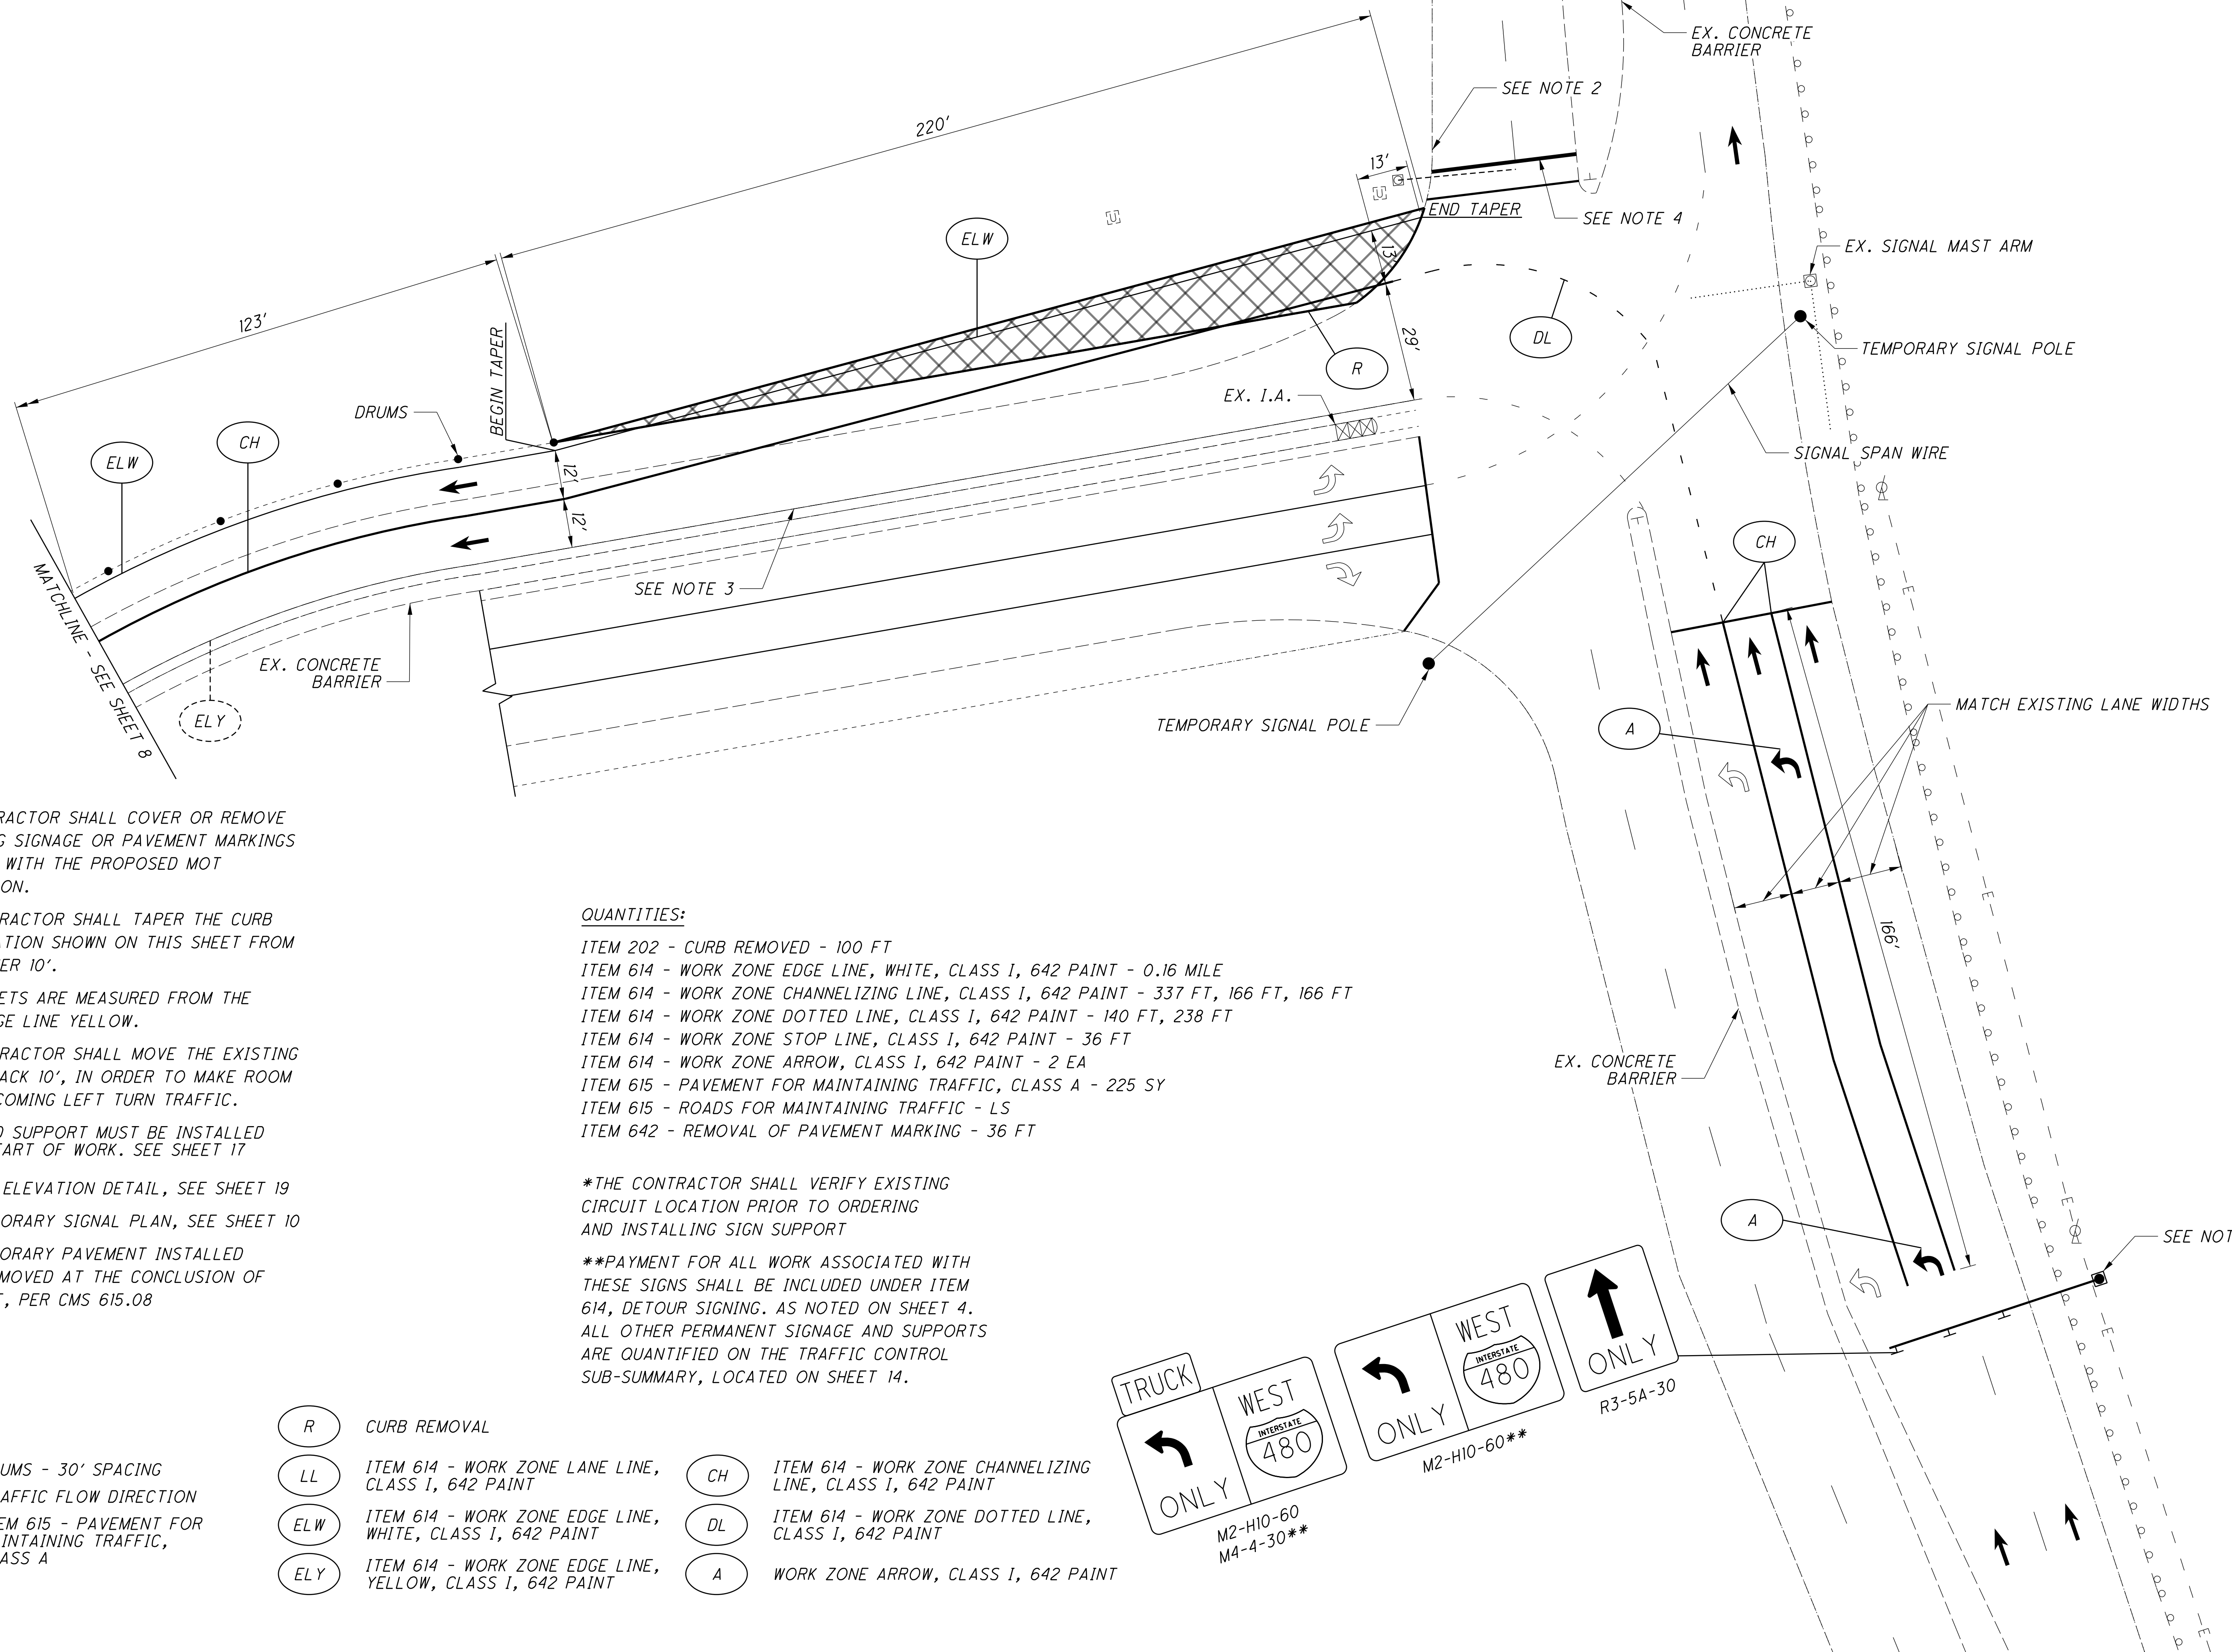 EX. CONCRETE
BARRIER
SEE NOTE 2
220'
13'
END TAPER
SEE NOTE 4
ELW
EX. SIGNAL MAST ARM
13'
123'
DL
TEMPORARY SIGNAL POLE
29'
R
BEGIN TAPER
EX. I.A.
DRUMS
CH
ELW
SIGNAL SPAN WIRE
12'
12'
CH
SEE NOTE 3
MATCHLINE - SEE SHEET 8
EX. CONCRETE
BARRIER
ELY
TEMPORARY SIGNAL POLE
A
MATCH EXISTING LANE WIDTHS
166'
EX. CONCRETE
BARRIER
A
SEE NOT
RACTOR SHALL COVER OR REMOVE
G SIGNAGE OR PAVEMENT MARKINGS
WITH THE PROPOSED MOT
ON.
RACTOR SHALL TAPER THE CURB
ATION SHOWN ON THIS SHEET FROM
ER 10'.
ETS ARE MEASURED FROM THE
GE LINE YELLOW.
RACTOR SHALL MOVE THE EXISTING
ACK 10', IN ORDER TO MAKE ROOM
COMING LEFT TURN TRAFFIC.
D SUPPORT MUST BE INSTALLED
ART OF WORK. SEE SHEET 17
ELEVATION DETAIL, SEE SHEET 19
ORARY SIGNAL PLAN, SEE SHEET 10
ORARY PAVEMENT INSTALLED
MOVED AT THE CONCLUSION OF
T, PER CMS 615.08
QUANTITIES:
ITEM 202 - CURB REMOVED - 100 FT
ITEM 614 - WORK ZONE EDGE LINE, WHITE, CLASS I, 642 PAINT - 0.16 MILE
ITEM 614 - WORK ZONE CHANNELIZING LINE, CLASS I, 642 PAINT - 337 FT, 166 FT, 166 FT
ITEM 614 - WORK ZONE DOTTED LINE, CLASS I, 642 PAINT - 140 FT, 238 FT
ITEM 614 - WORK ZONE STOP LINE, CLASS I, 642 PAINT - 36 FT
ITEM 614 - WORK ZONE ARROW, CLASS I, 642 PAINT - 2 EA
ITEM 615 - PAVEMENT FOR MAINTAINING TRAFFIC, CLASS A - 225 SY
ITEM 615 - ROADS FOR MAINTAINING TRAFFIC - LS
ITEM 642 - REMOVAL OF PAVEMENT MARKING - 36 FT
*THE CONTRACTOR SHALL VERIFY EXISTING
CIRCUIT LOCATION PRIOR TO ORDERING
AND INSTALLING SIGN SUPPORT
**PAYMENT FOR ALL WORK ASSOCIATED WITH
THESE SIGNS SHALL BE INCLUDED UNDER ITEM
614, DETOUR SIGNING. AS NOTED ON SHEET 4.
ALL OTHER PERMANENT SIGNAGE AND SUPPORTS
ARE QUANTIFIED ON THE TRAFFIC CONTROL
SUB-SUMMARY, LOCATED ON SHEET 14.
TRUCK
ONLY
WEST
INTERSTATE
480
M2-H10-60
M4-4-30**
ONLY
WEST
INTERSTATE
480
M2-H10-60**
ONLY
R3-5A-30
UMS - 30' SPACING
AFFIC FLOW DIRECTION
EM 615 - PAVEMENT FOR
INTAINING TRAFFIC,
ASS A
R
CURB REMOVAL
LL
ITEM 614 - WORK ZONE LANE LINE,
CLASS I, 642 PAINT
ELW
ITEM 614 - WORK ZONE EDGE LINE,
WHITE, CLASS I, 642 PAINT
ELY
ITEM 614 - WORK ZONE EDGE LINE,
YELLOW, CLASS I, 642 PAINT
CH
ITEM 614 - WORK ZONE CHANNELIZING
LINE, CLASS I, 642 PAINT
DL
ITEM 614 - WORK ZONE DOTTED LINE,
CLASS I, 642 PAINT
A
WORK ZONE ARROW, CLASS I, 642 PAINT